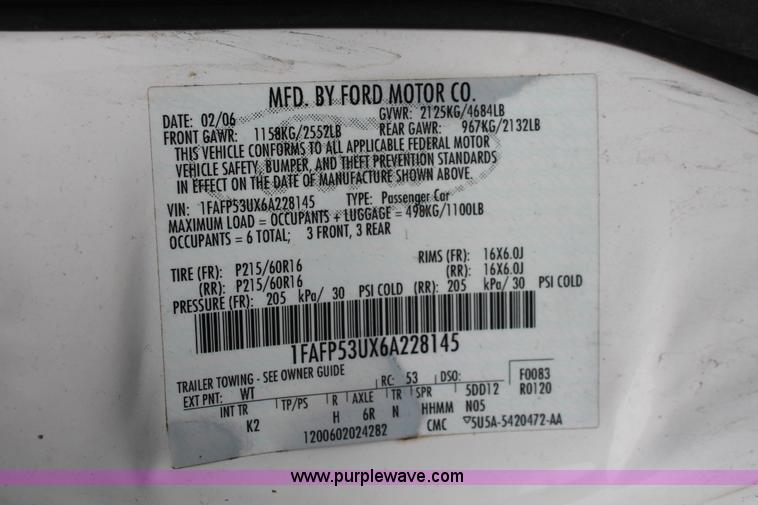 MFD. BY FORD MOTOR CO.
DATE: 02/06 GVWR: 2125KG/4684LB
FRONT GAWR: 1158KG/2552LB REAR GAWR: 967KG/2132LB
THIS VEHICLE CONFORMS TO ALL APPLICABLE FEDERAL MOTOR
VEHICLE SAFETY, BUMPER, AND THEFT PREVENTION STANDARDS
IN EFFECT ON THE DATE OF MANUFACTURE SHOWN ABOVE.
VIN: 1FAFP53UX6A228145 TYPE: Passenger Car
MAXIMUM LOAD = OCCUPANTS + LUGGAGE = 498KG/1100LB
OCCUPANTS = 6 TOTAL; 3 FRONT, 3 REAR
TIRE (FR): P215/60R16 RIMS (FR): 16X6.0J
(RR): P215/60R16 (RR): 16X6.0J
PRESSURE (FR): 205 kPa/ 30 PSI COLD (RR): 205 kPa/ 30 PSI COLD
1FAFP53UX6A228145
TRAILER TOWING - SEE OWNER GUIDE
EXT PNT: WT RC: 53 DSO: F0083
INT TR TP/PS R AXLE TR SPR 5DD12 R0120
K2 H 6R N HHMM N05
1200602024282 CMC ▽5U5A-5420472-AA
www.purplewave.com